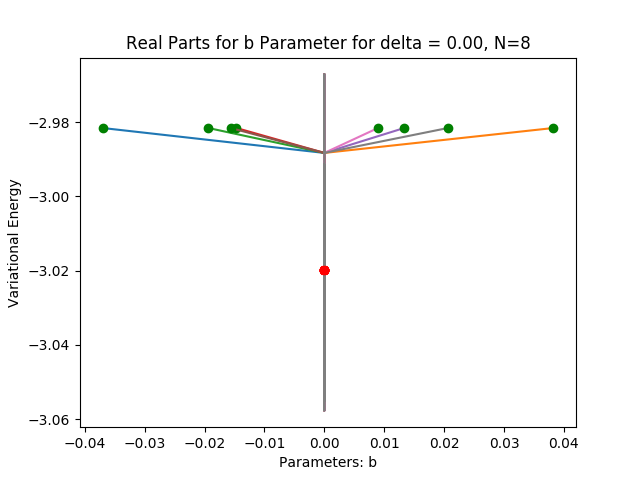 Real Parts for b Parameter for delta = 0.00, N=8
Variational Energy
−2.98
−3.00
−3.02
−3.04
−3.06
−0.04 −0.03 −0.02 −0.01 0.00 0.01 0.02 0.03 0.04
Parameters: b